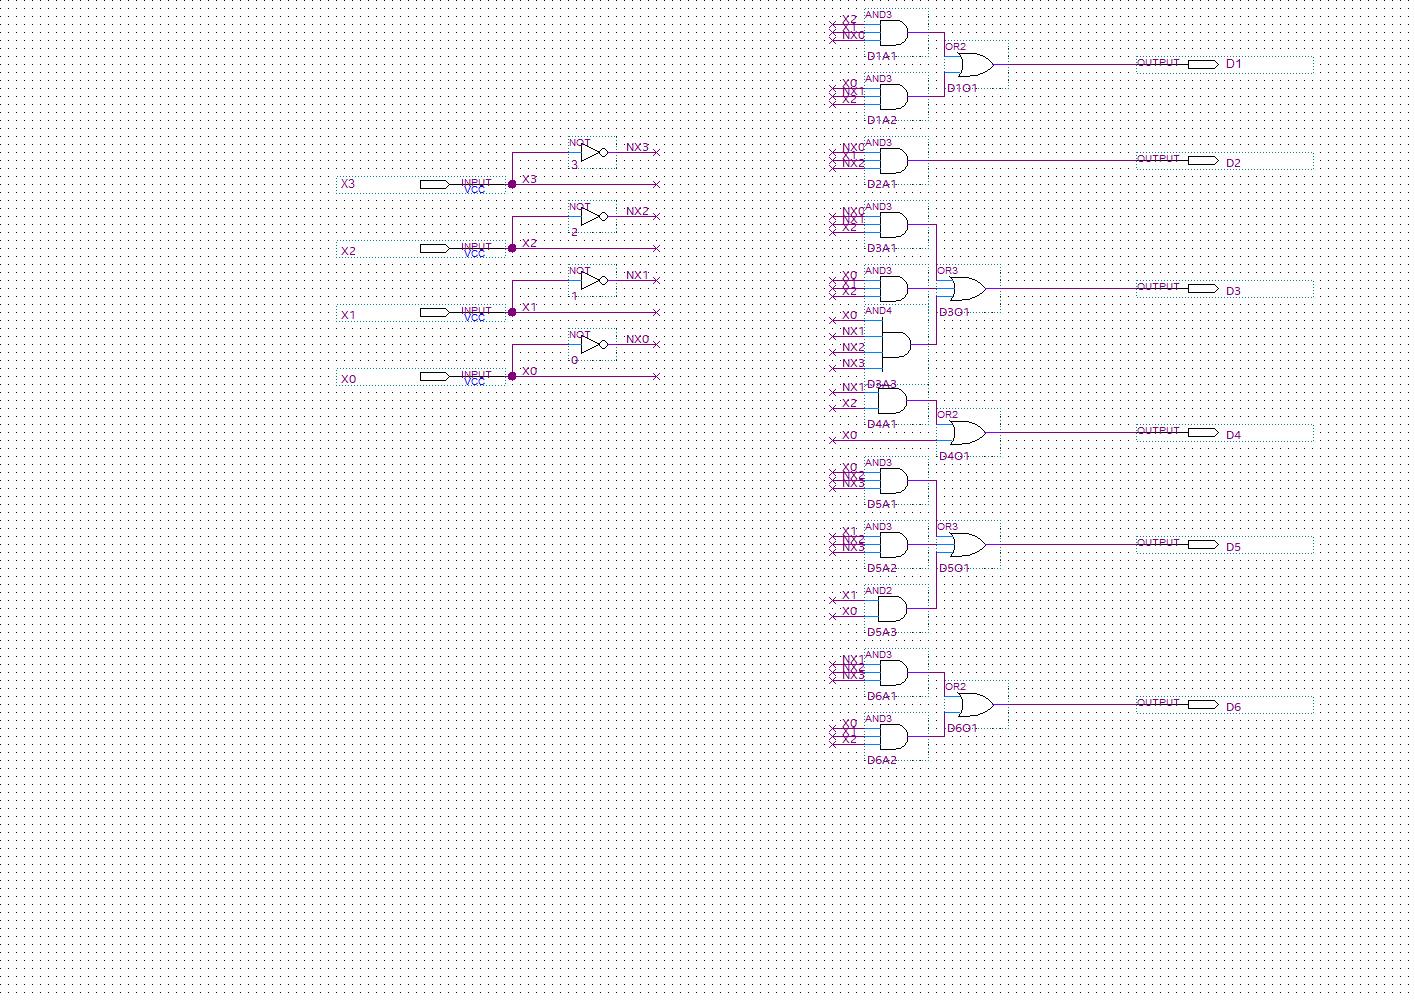 X3
INPUT
VCC
X3
NOT
3
NX3
X2
INPUT
VCC
X2
NOT
2
NX2
X1
INPUT
VCC
X1
NOT
1
NX1
X0
INPUT
VCC
X0
NOT
0
NX0
X2
X1
NX0
AND3
D1A1
X0
NX1
X2
AND3
D1A2
OR2
D1O1
OUTPUT
D1
NX0
X1
NX2
AND3
D2A1
OUTPUT
D2
NX0
NX1
X2
AND3
D3A1
X0
X1
X2
AND3
X0
NX1
NX2
NX3
AND4
D3A3
OR3
D3O1
OUTPUT
D3
NX1
X2
D4A1
X0
OR2
D4O1
OUTPUT
D4
X0
NX2
NX3
AND3
D5A1
X1
NX2
NX3
AND3
D5A2
X1
X0
AND2
D5A3
OR3
D5O1
OUTPUT
D5
NX1
NX2
NX3
AND3
D6A1
X0
X1
X2
AND3
D6A2
OR2
D6O1
OUTPUT
D6